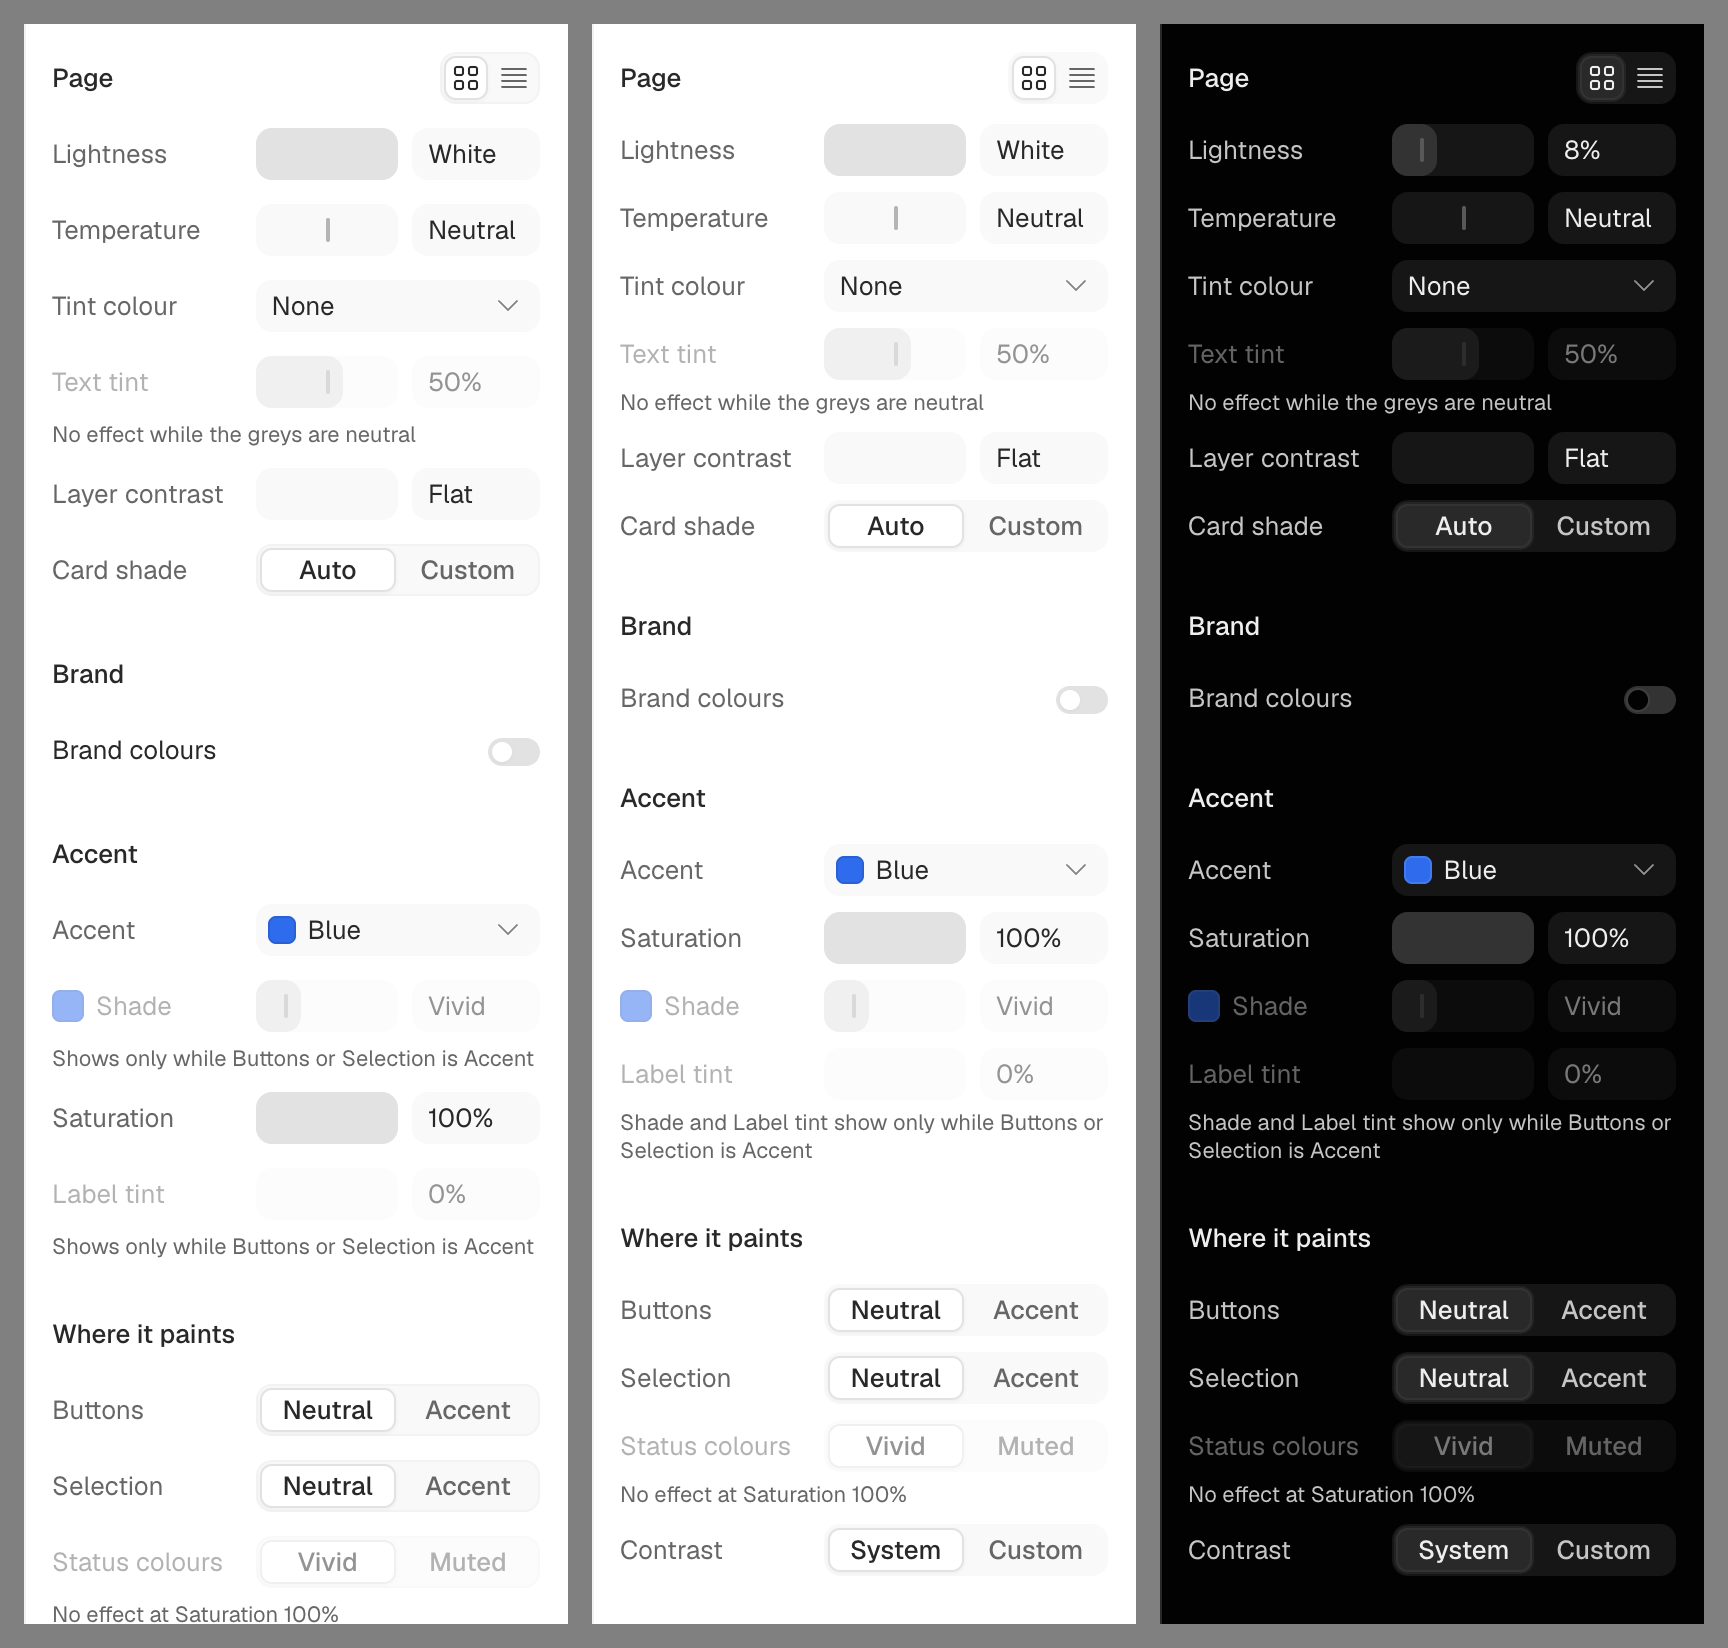 Page
Lightness White
Temperature Neutral
Tint colour None
Text tint 50%
No effect while the greys are neutral
Layer contrast Flat
Card shade Auto Custom
Brand
Brand colours
Accent
Accent Blue
Shade Vivid
Shows only while Buttons or Selection is Accent
Saturation 100%
Label tint 0%
Shows only while Buttons or Selection is Accent
Where it paints
Buttons Neutral Accent
Selection Neutral Accent
Status colours Vivid Muted
No effect at Saturation 100%
Page
Lightness White
Temperature Neutral
Tint colour None
Text tint 50%
No effect while the greys are neutral
Layer contrast Flat
Card shade Auto Custom
Brand
Brand colours
Accent
Accent Blue
Saturation 100%
Shade Vivid
Label tint 0%
Shade and Label tint show only while Buttons or
Selection is Accent
Where it paints
Buttons Neutral Accent
Selection Neutral Accent
Status colours Vivid Muted
No effect at Saturation 100%
Contrast System Custom
Page
Lightness 8%
Temperature Neutral
Tint colour None
Text tint 50%
No effect while the greys are neutral
Layer contrast Flat
Card shade Auto Custom
Brand
Brand colours
Accent
Accent Blue
Saturation 100%
Shade Vivid
Label tint 0%
Shade and Label tint show only while Buttons or
Selection is Accent
Where it paints
Buttons Neutral Accent
Selection Neutral Accent
Status colours Vivid Muted
No effect at Saturation 100%
Contrast System Custom